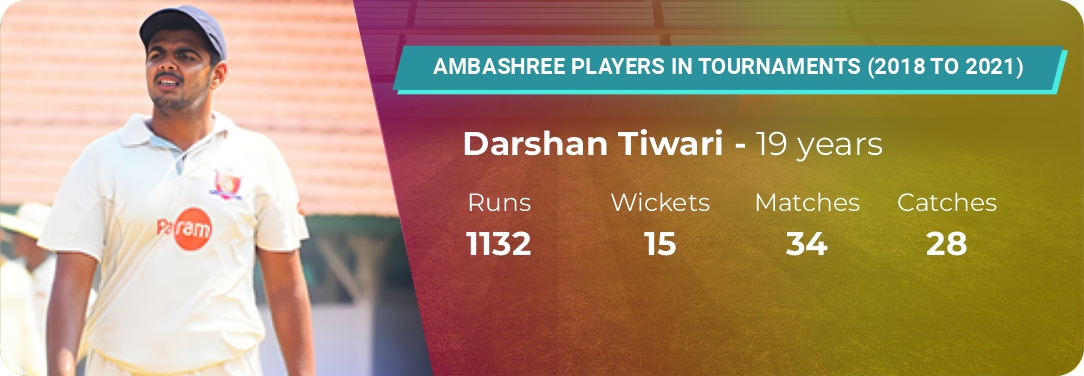 AMBASHREE PLAYERS IN TOURNAMENTS (2018 TO 2021)
Darshan Tiwari - 19 years
Runs Wickets Matches Catches
1132 15 34 28